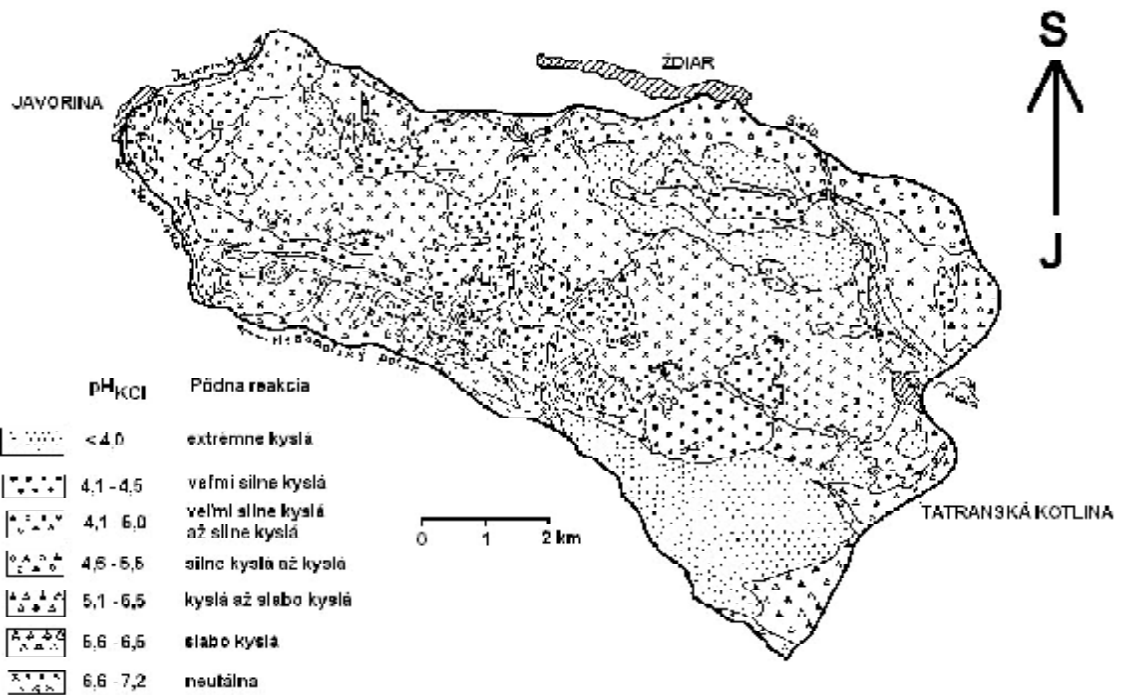 S
ŽDIAR
JAVORINA
J
pHKCl Pôdna reakcia
< 4,0 extrémne kyslá
4,1 - 4,5 veľmi silne kyslá
4,1 - 5,0 veľmi silne kyslá
až silne kyslá
4,6 - 5,5 silne kyslá až kyslá
5,1 - 6,5 kyslá až slabo kyslá
5,6 - 6,5 slabo kyslá
6,6 - 7,2 neutálna
0 1 2 km
TATRANSKÁ KOTLINA